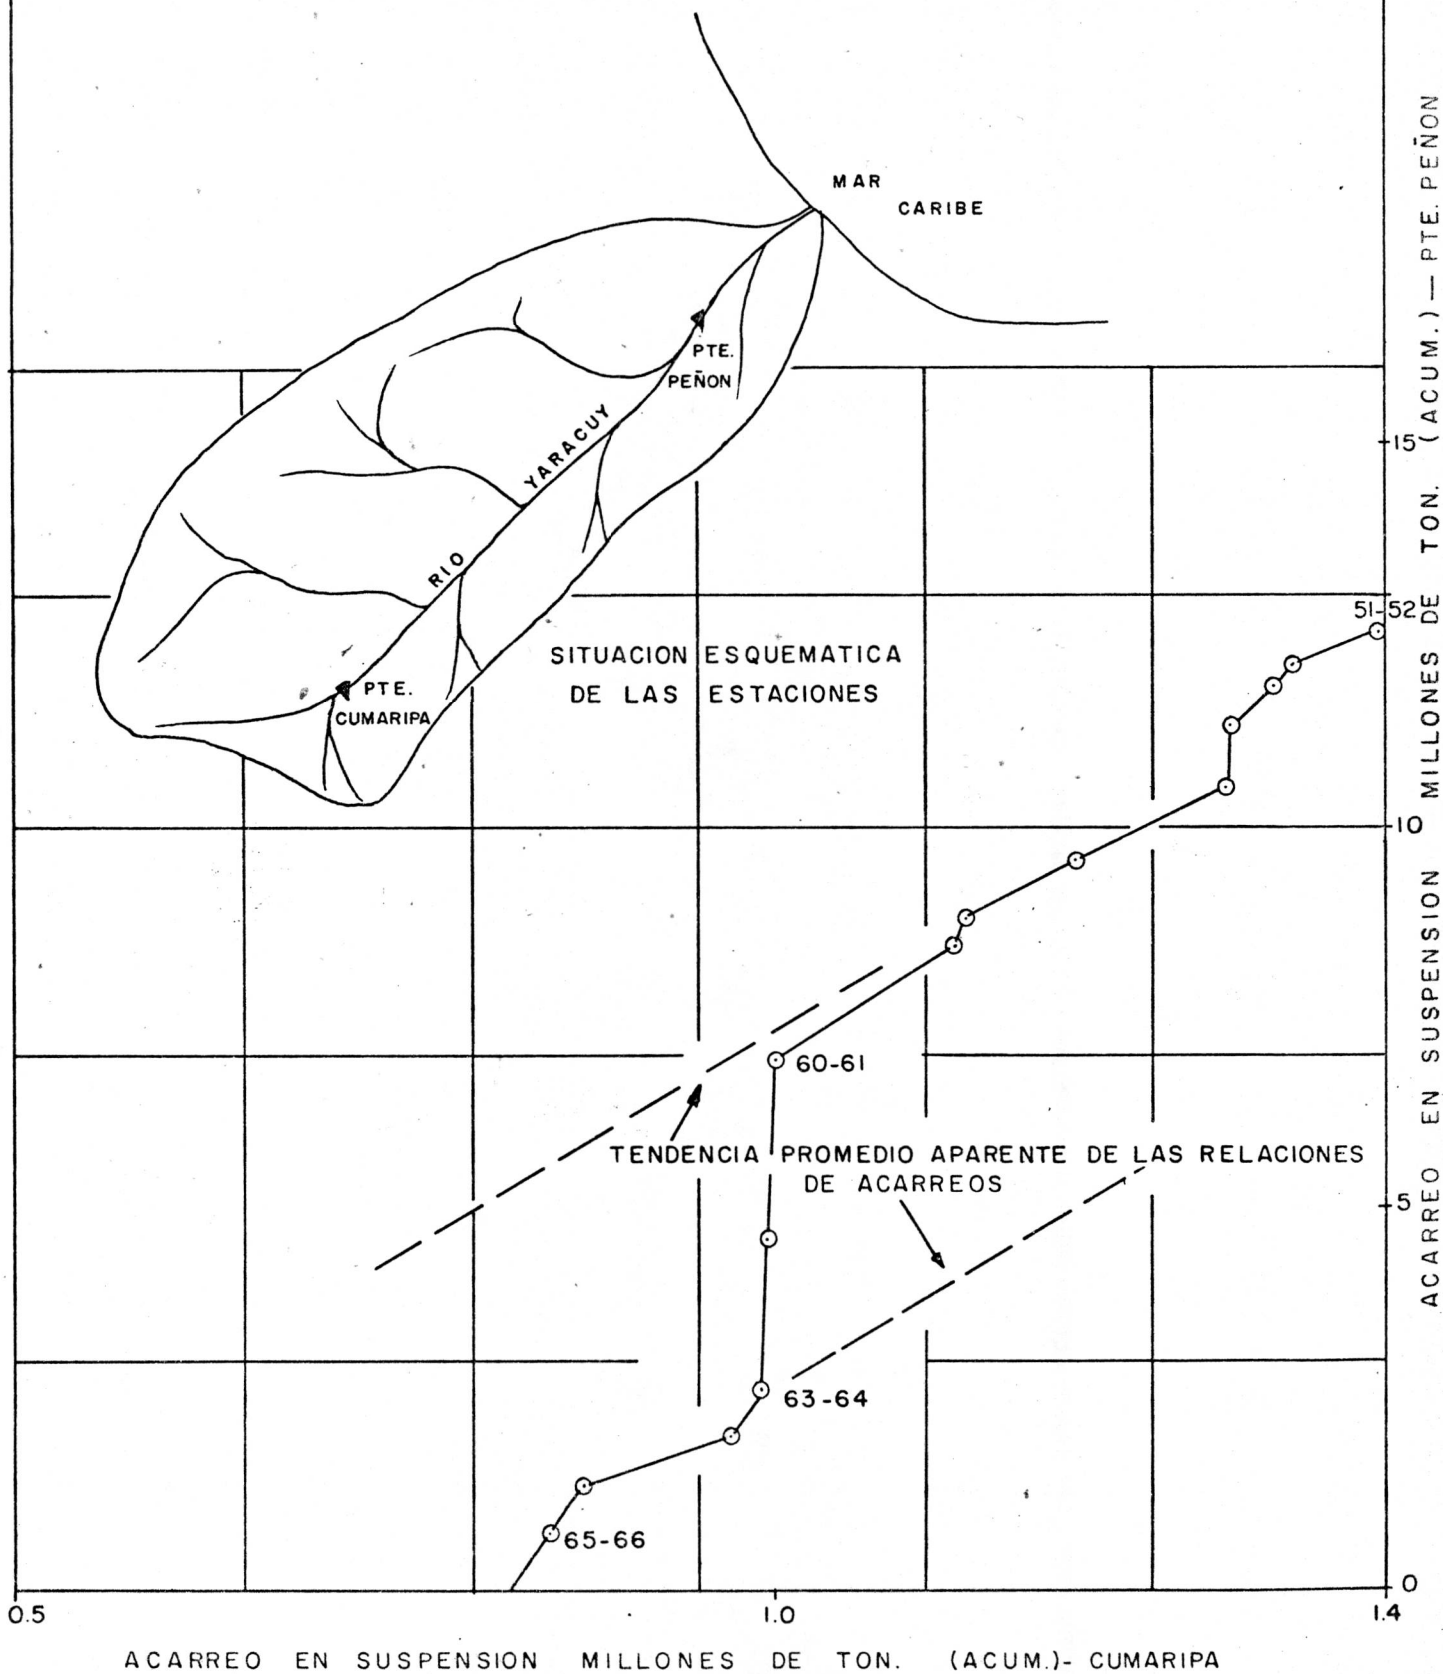 MAR
CARIBE
PTE.
PEÑON
RIO YARACUY
PTE.
CUMARIPA
SITUACION ESQUEMATICA
DE LAS ESTACIONES
51-52
60-61
TENDENCIA PROMEDIO APARENTE DE LAS RELACIONES
DE ACARREOS
63-64
65-66
15
10
5
0
ACARREO EN SUSPENSION MILLONES DE TON. (ACUM.) — PTE. PEÑON
0.5 1.0 1.4
ACARREO EN SUSPENSION MILLONES DE TON. (ACUM.)- CUMARIPA